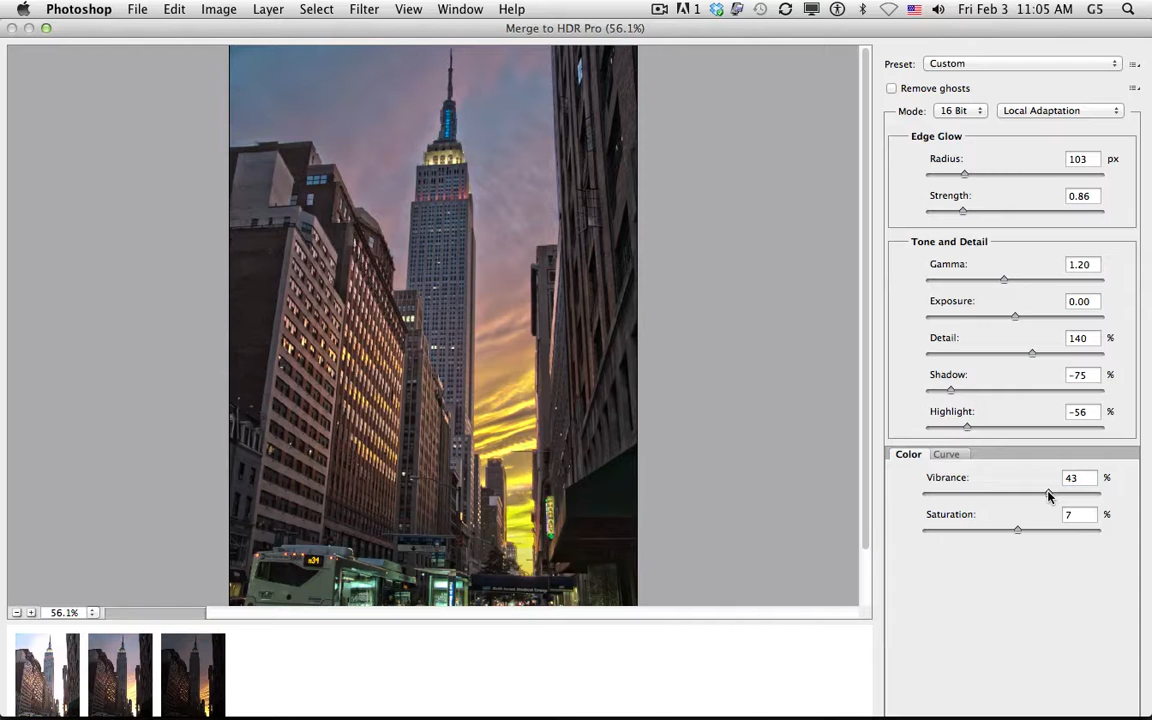 Photoshop File Edit Image Layer Select Filter View Window Help 1 Fri Feb 3 11:05 AM G5
Merge to HDR Pro (56.1%)
Preset: Custom
Remove ghosts
Mode: 16 Bit Local Adaptation
Edge Glow
Radius: 103 px
Strength: 0.86
Tone and Detail
Gamma: 1.20
Exposure: 0.00
Detail: 140 %
Shadow: -75 %
Highlight: -56 %
Color Curve
Vibrance: 43 %
Saturation: 7 %
m34
56.1%